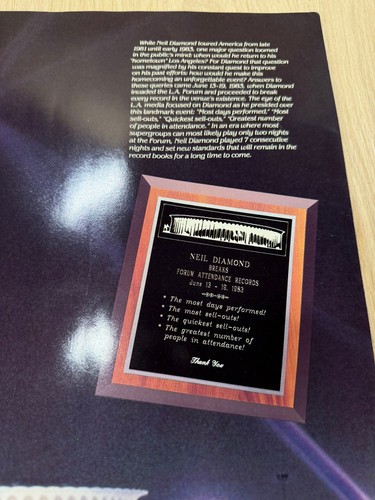 While Neil Diamond toured America from late
1981 until early 1983, one major question loomed
in the public's mind: when would he return to his
"hometown" Los Angeles? For Diamond that question
was magnified by his constant quest to improve
on his past efforts: how would he make this
homecoming an unforgettable event? Answers to
these queries came June 13-19, 1983, when Diamond
invaded the L.A. Forum and proceeded to break
every record in the venue's existence. The eye of the
L.A. media focused on Diamond as he presided over
this landmark event: "Most days performed," "Most
sell-outs," "Quickest sell-outs," "Greatest number
of people in attendance." In an era where most
supergroups can most likely play only two nights
at the Forum, Neil Diamond played 7 consecutive
nights and set new standards that will remain in the
record books for a long time to come.
NEIL DIAMOND
BREAKS
FORUM ATTENDANCE RECORDS
June 13 - 19, 1983
* The most days performed!
* The most sell-outs!
* The quickest sell-outs!
* The greatest number of
people in attendance!
Thank You